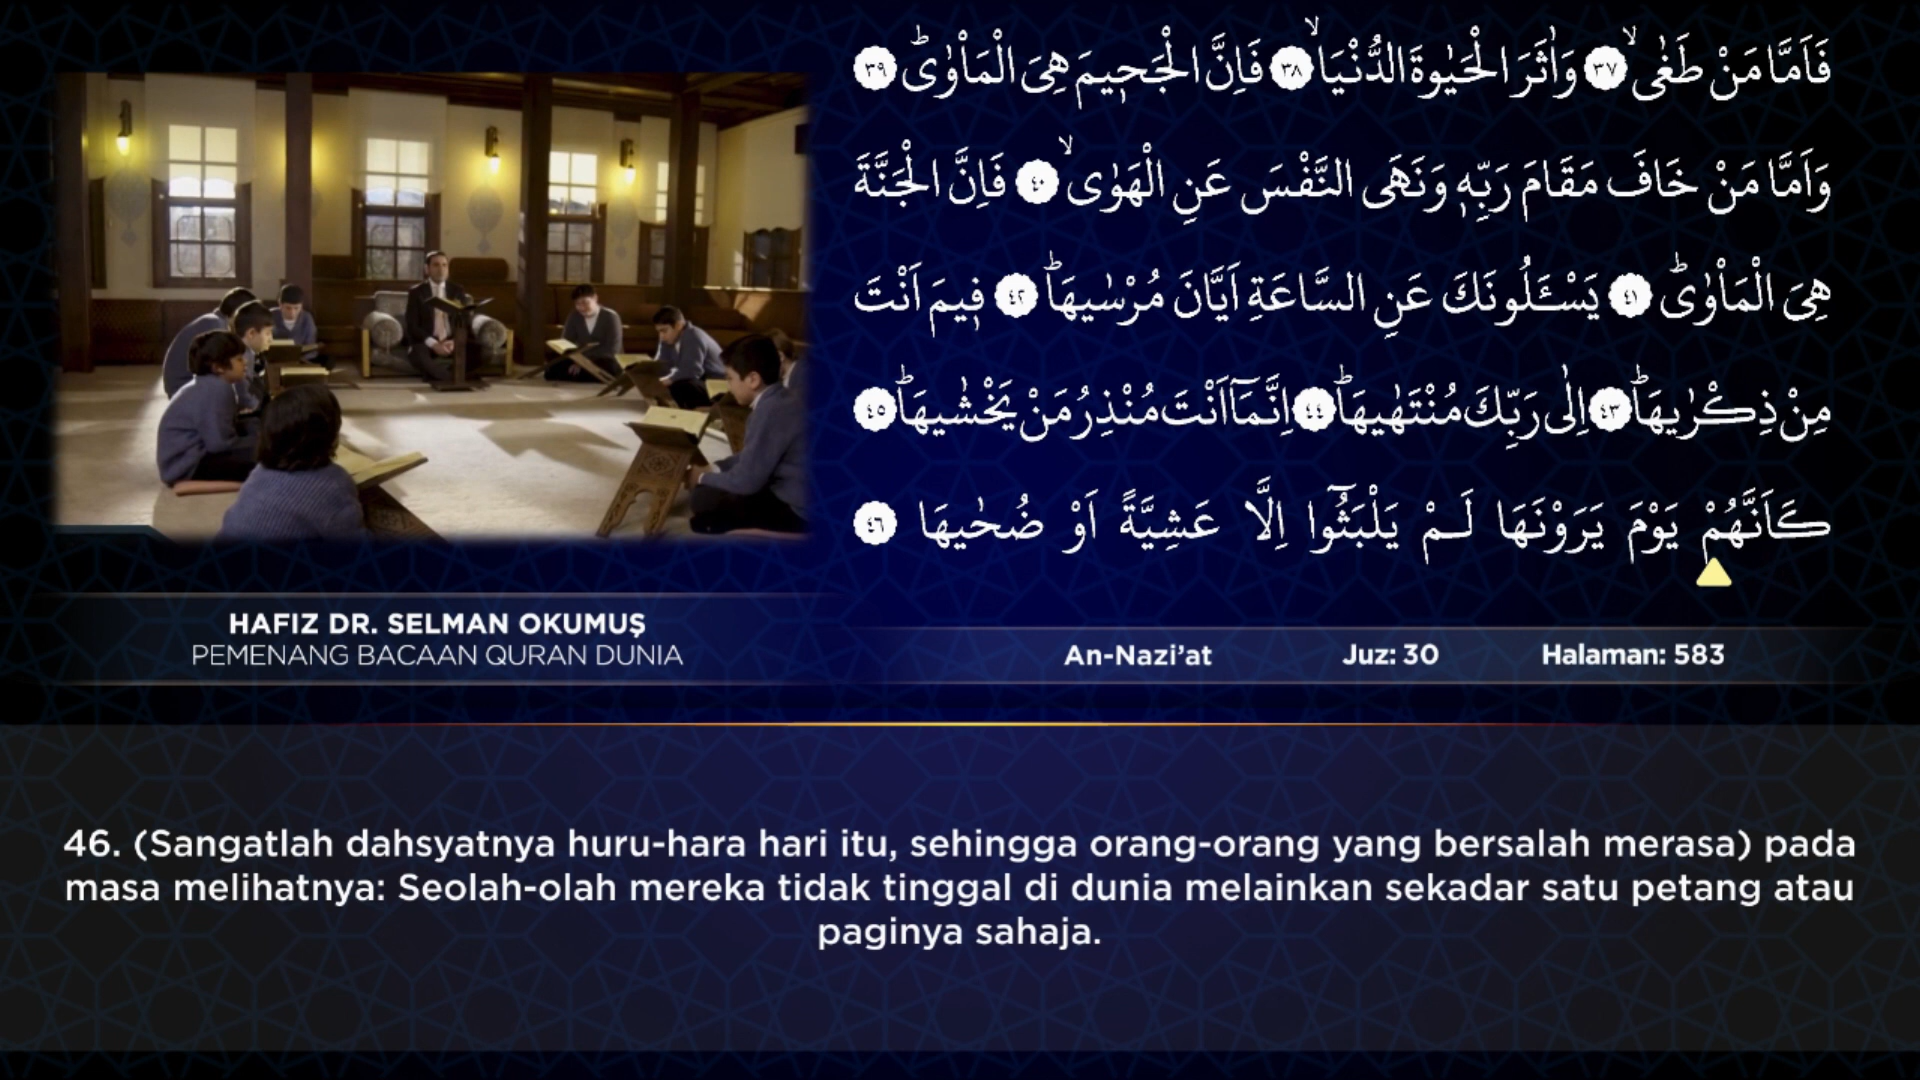 فَاَمَّا مَنْ طَغٰىۙ ٣٧ وَاٰثَرَ الْحَيٰوةَ الدُّنْيَاۙ ٣٨ فَاِنَّ الْجَح۪يمَ هِيَ الْمَأْوٰىۜ ٣٩
وَاَمَّا مَنْ خَافَ مَقَامَ رَبِّه۪ وَنَهَى النَّفْسَ عَنِ الْهَوٰىۙ ٤٠ فَاِنَّ الْجَنَّةَ
هِيَ الْمَأْوٰىۜ ٤١ يَسْـَٔلُونَكَ عَنِ السَّاعَةِ اَيَّانَ مُرْسٰيهَاۜ ٤٢ ف۪يمَ اَنْتَ
مِنْ ذِكْرٰيهَاۜ ٤٣ اِلٰى رَبِّكَ مُنْتَهٰيهَاۜ ٤٤ اِنَّمَٓا اَنْتَ مُنْذِرُ مَنْ يَخْشٰيهَاۜ ٤٥
كَاَنَّهُمْ يَوْمَ يَرَوْنَهَا لَمْ يَلْبَثُٓوا اِلَّا عَشِيَّةً اَوْ ضُحٰيهَا ٤٦
HAFIZ DR. SELMAN OKUMUŞ
PEMENANG BACAAN QURAN DUNIA
An-Nazi’at Juz: 30 Halaman: 583
46. (Sangatlah dahsyatnya huru-hara hari itu, sehingga orang-orang yang bersalah merasa) pada
masa melihatnya: Seolah-olah mereka tidak tinggal di dunia melainkan sekadar satu petang atau
paginya sahaja.